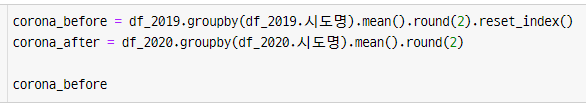 corona_before = df_2019.groupby(df_2019.시도명).mean().round(2).reset_index()
corona_after = df_2020.groupby(df_2020.시도명).mean().round(2)
corona_before